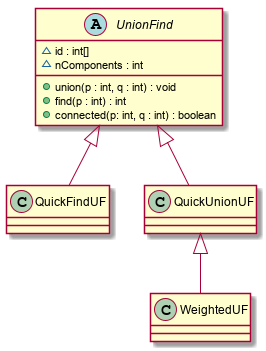 A UnionFind
id : int[]
nComponents : int
union(p : int, q : int) : void
find(p : int) : int
connected(p: int, q : int) : boolean
C QuickFindUF
C QuickUnionUF
C WeightedUF